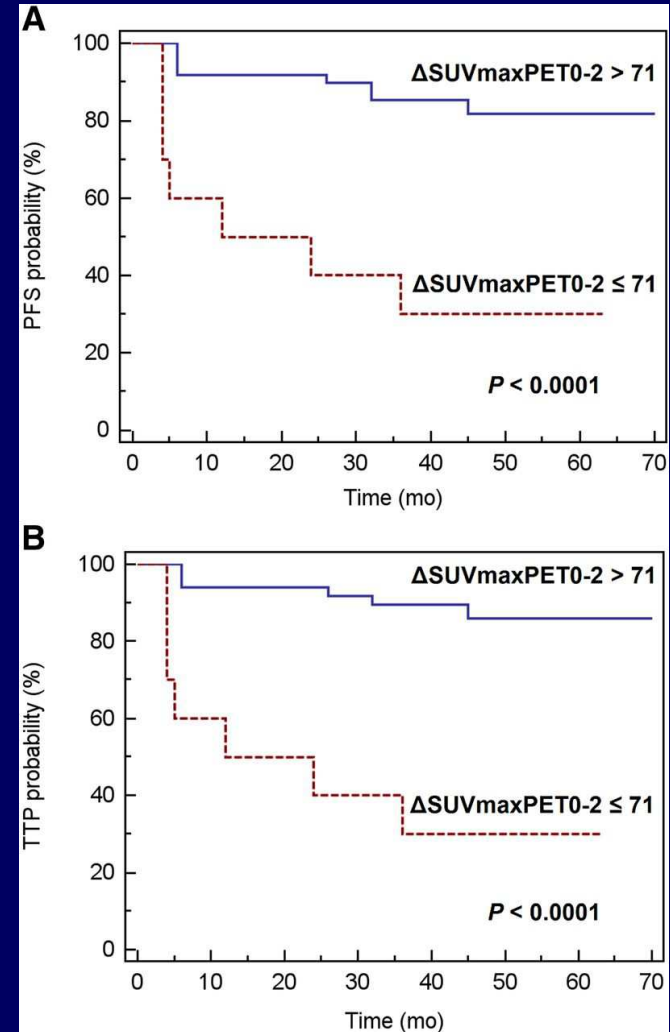 A
PFS probability (%)
100
80
60
40
20
0
ΔSUVmaxPET0-2 > 71
ΔSUVmaxPET0-2 ≤ 71
P < 0.0001
0 10 20 30 40 50 60 70
Time (mo)
B
TTP probability (%)
100
80
60
40
20
0
ΔSUVmaxPET0-2 > 71
ΔSUVmaxPET0-2 ≤ 71
P < 0.0001
0 10 20 30 40 50 60 70
Time (mo)